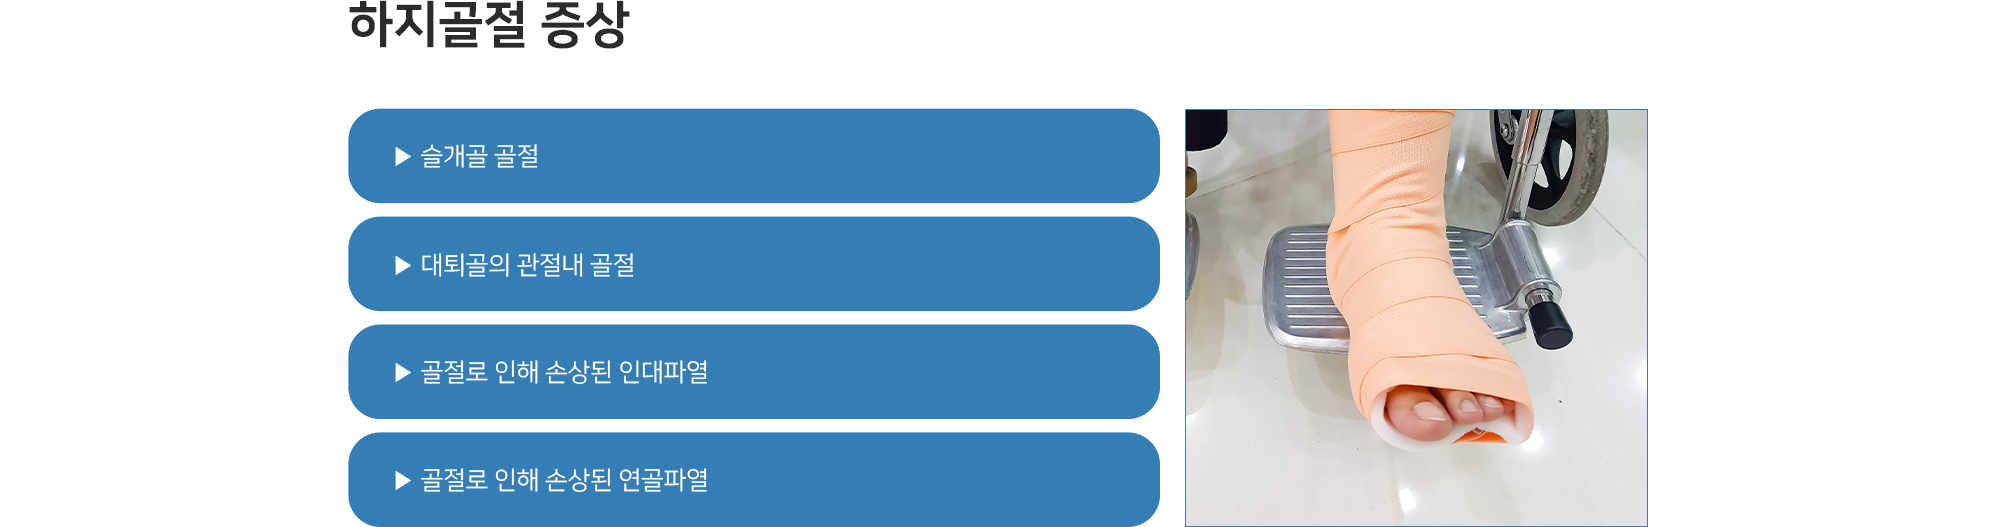 하지골절 증상
▶ 슬개골 골절
▶ 대퇴골의 관절내 골절
▶ 골절로 인해 손상된 인대파열
▶ 골절로 인해 손상된 연골파열